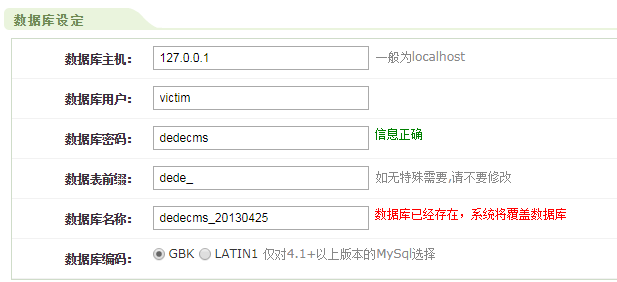 数据库设定
数据库主机： 127.0.0.1 一般为localhost
数据库用户： victim
数据库密码： dedecms 信息正确
数据表前缀： dede_ 如无特殊需要,请不要修改
数据库名称： dedecms_20130425 数据库已经存在，系统将覆盖数据库
数据库编码： GBK LATIN1 仅对4.1+以上版本的MySql选择